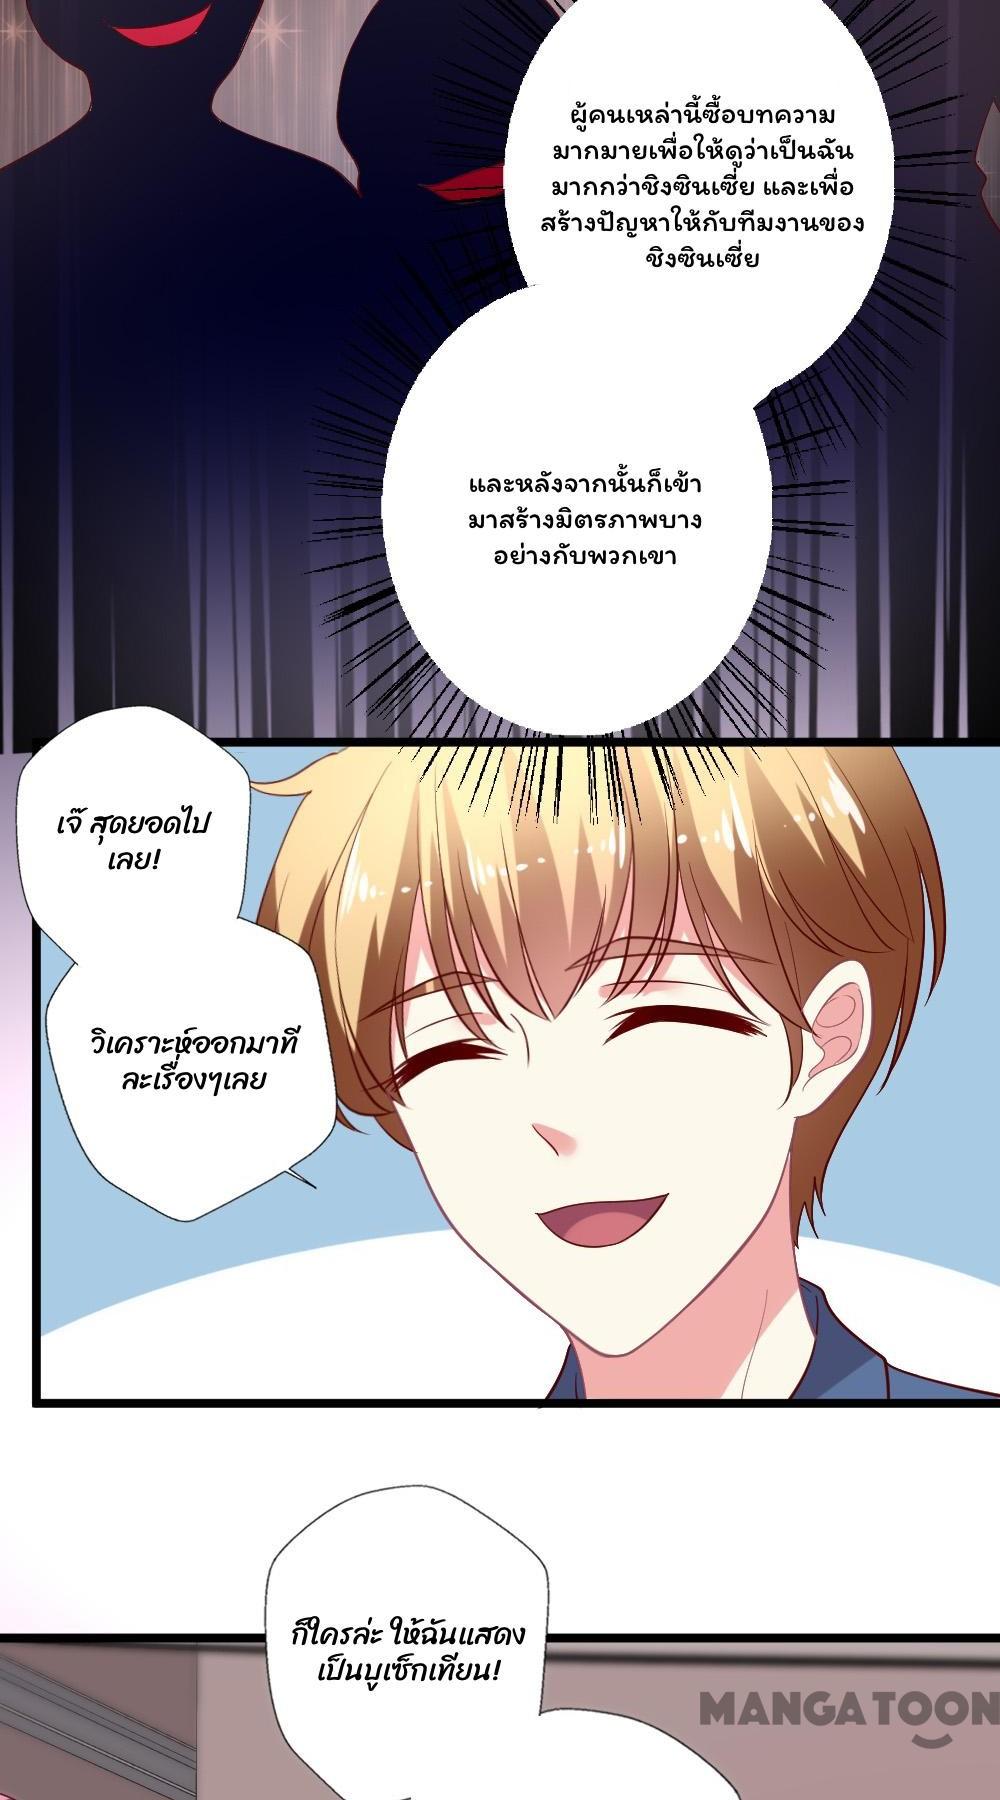 ผู้คนเหล่านี้ซื้อบทความ
มากมายเพื่อให้ดูว่าเป็นฉัน
มากกว่าชิงซินเซี่ย และเพื่อ
สร้างปัญหาให้กับทีมงานของ
ชิงซินเซี่ย
และหลังจากนั้นก็เข้า
มาสร้างมิตรภาพบาง
อย่างกับพวกเขา
เจ๊ สุดยอดไป
เลย!
วิเคราะห์ออกมาที
ละเรื่องๆเลย
ก็ใครล่ะ ให้ฉันแสดง
เป็นบูเช็กเทียน!
MANGATOON